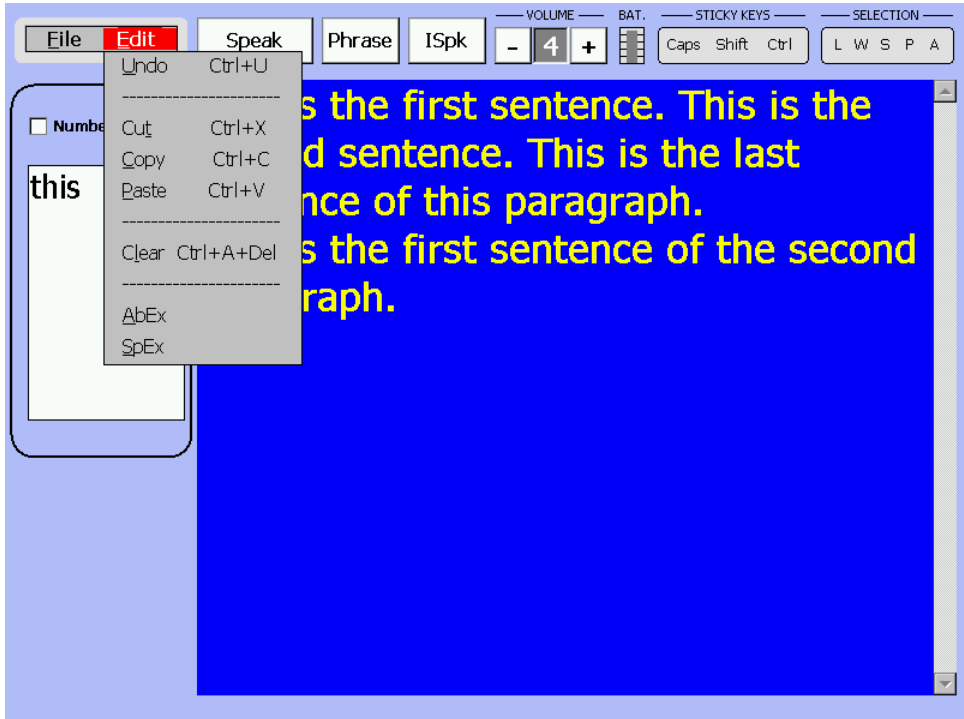 File Edit Speak Phrase ISpk VOLUME - 4 + BAT. STICKY KEYS Caps Shift Ctrl SELECTION L W S P A
Undo Ctrl+U
-----------------------
Cut Ctrl+X
Copy Ctrl+C
Paste Ctrl+V
-----------------------
Clear Ctrl+A+Del
-----------------------
AbEx
SpEx
this
s the first sentence. This is the
d sentence. This is the last
nce of this paragraph.
s the first sentence of the second
raph.